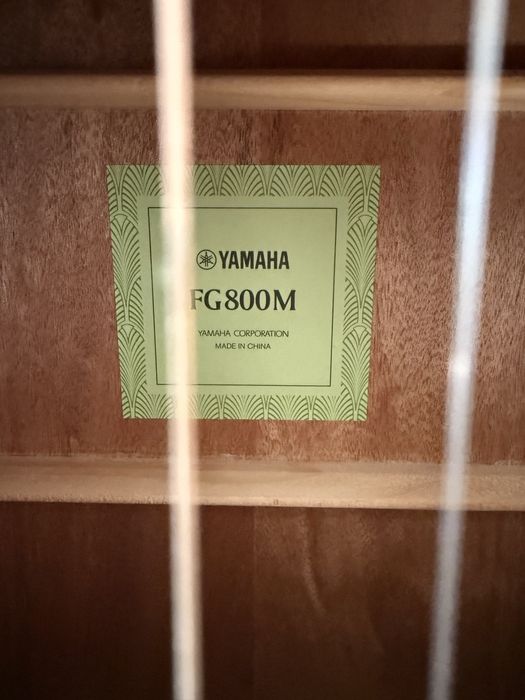 YAMAHA
FG800M
YAMAHA CORPORATION
MADE IN CHINA